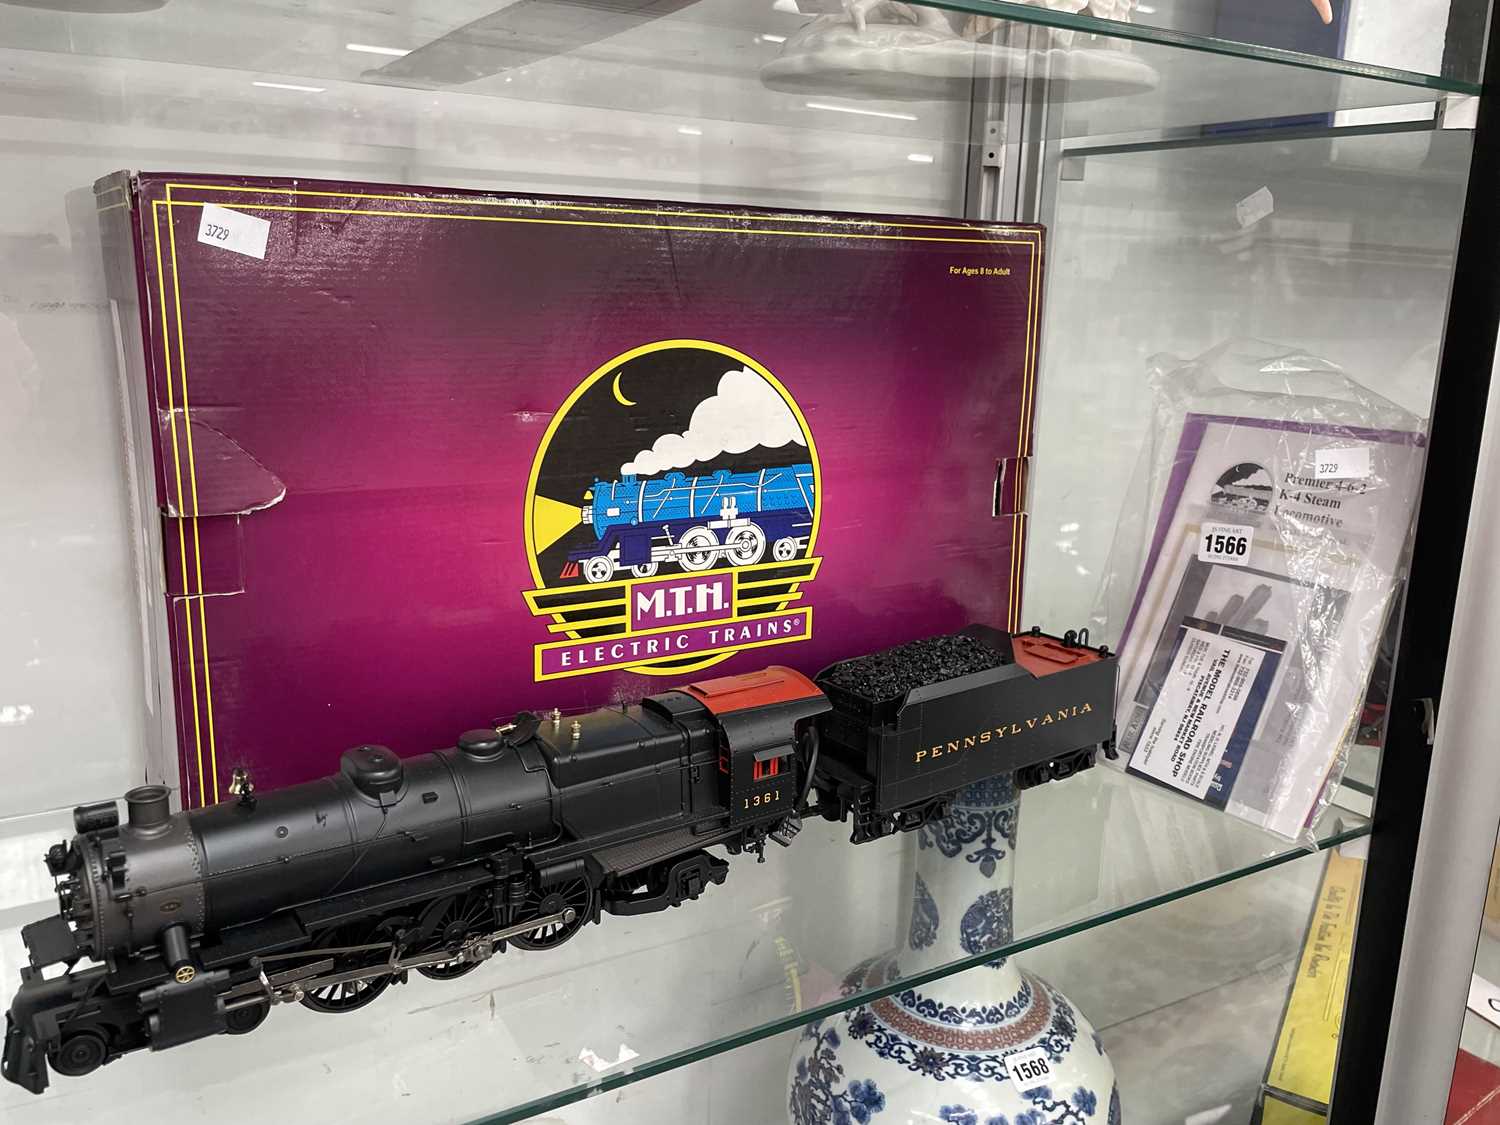 3729
For Ages 8 to Adult
M.T.H.
ELECTRIC TRAINS®
PENNSYLVANIA
1361
3729
Premier 4-6-2
K-4 Steam
Locomotive
1566
THE MODEL RAILROAD SHOP
1568